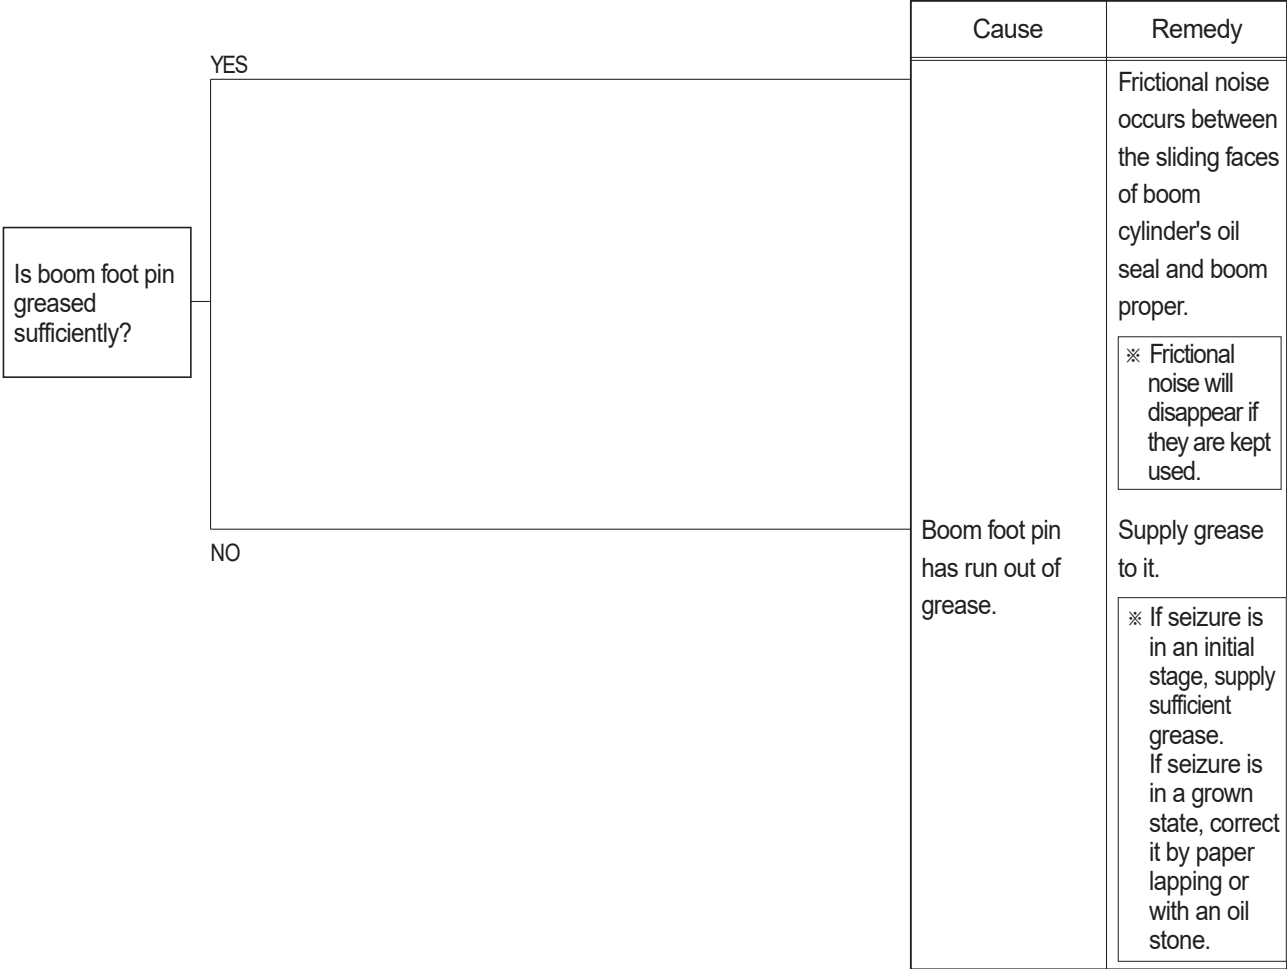 Cause
Remedy
YES
Frictional noise
occurs between
the sliding faces
of boom
cylinder's oil
seal and boom
proper.
Is boom foot pin
greased
sufficiently?
※ Frictional
noise will
disappear if
they are kept
used.
NO
Boom foot pin
has run out of
grease.
Supply grease
to it.
※ If seizure is
in an initial
stage, supply
sufficient
grease.
If seizure is
in a grown
state, correct
it by paper
lapping or
with an oil
stone.